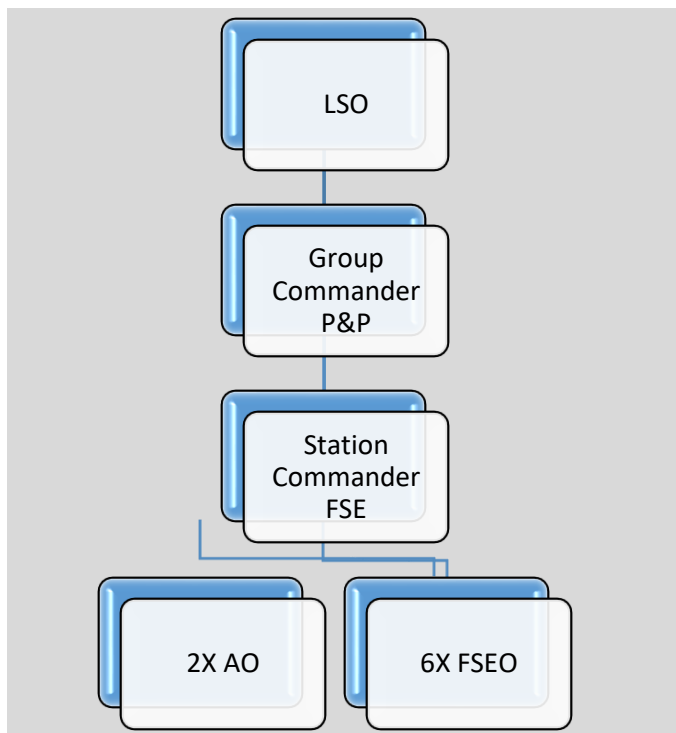 LSO
Group
Commander
P&P
Station
Commander
FSE
2X AO
6X FSEO